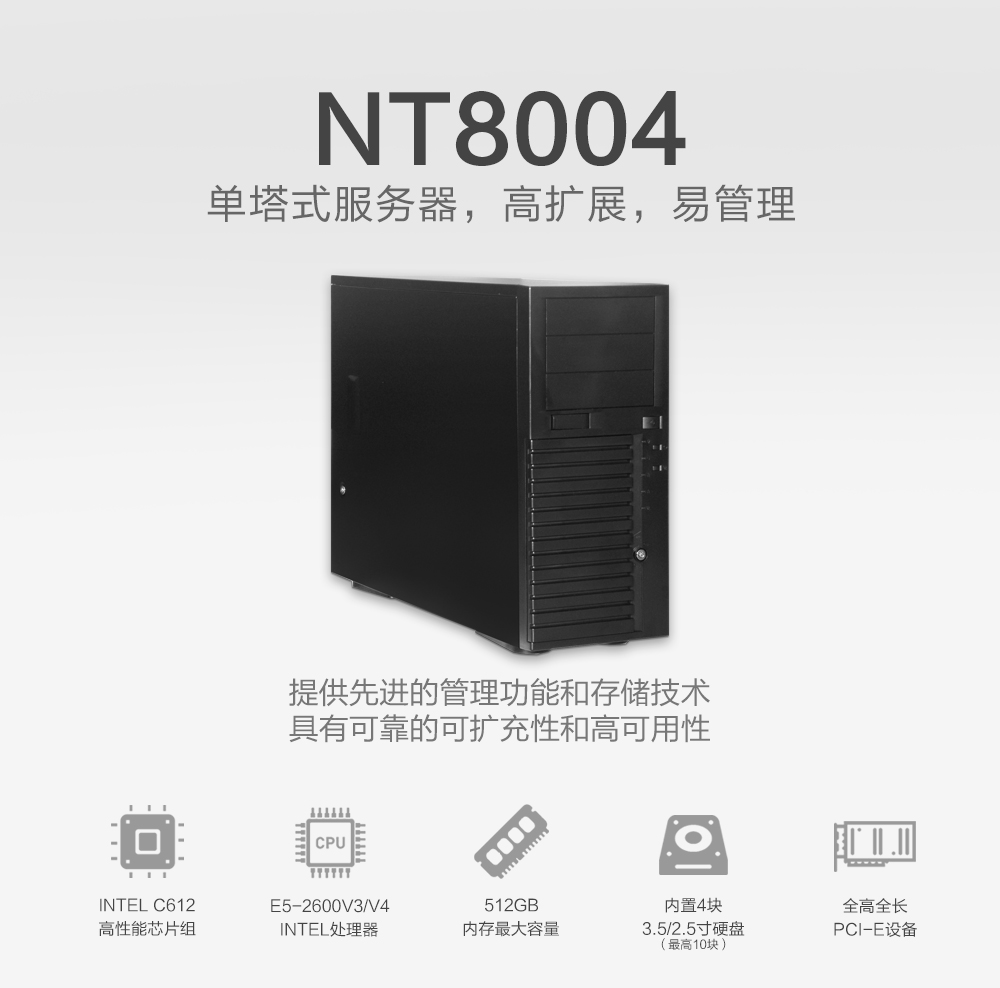 NT8004
单塔式服务器，高扩展，易管理
提供先进的管理功能和存储技术
具有可靠的可扩充性和高可用性
CPU
INTEL C612
高性能芯片组
E5-2600V3/V4
INTEL处理器
512GB
内存最大容量
内置4块
3.5/2.5寸硬盘
（最高10块）
全高全长
PCI-E设备